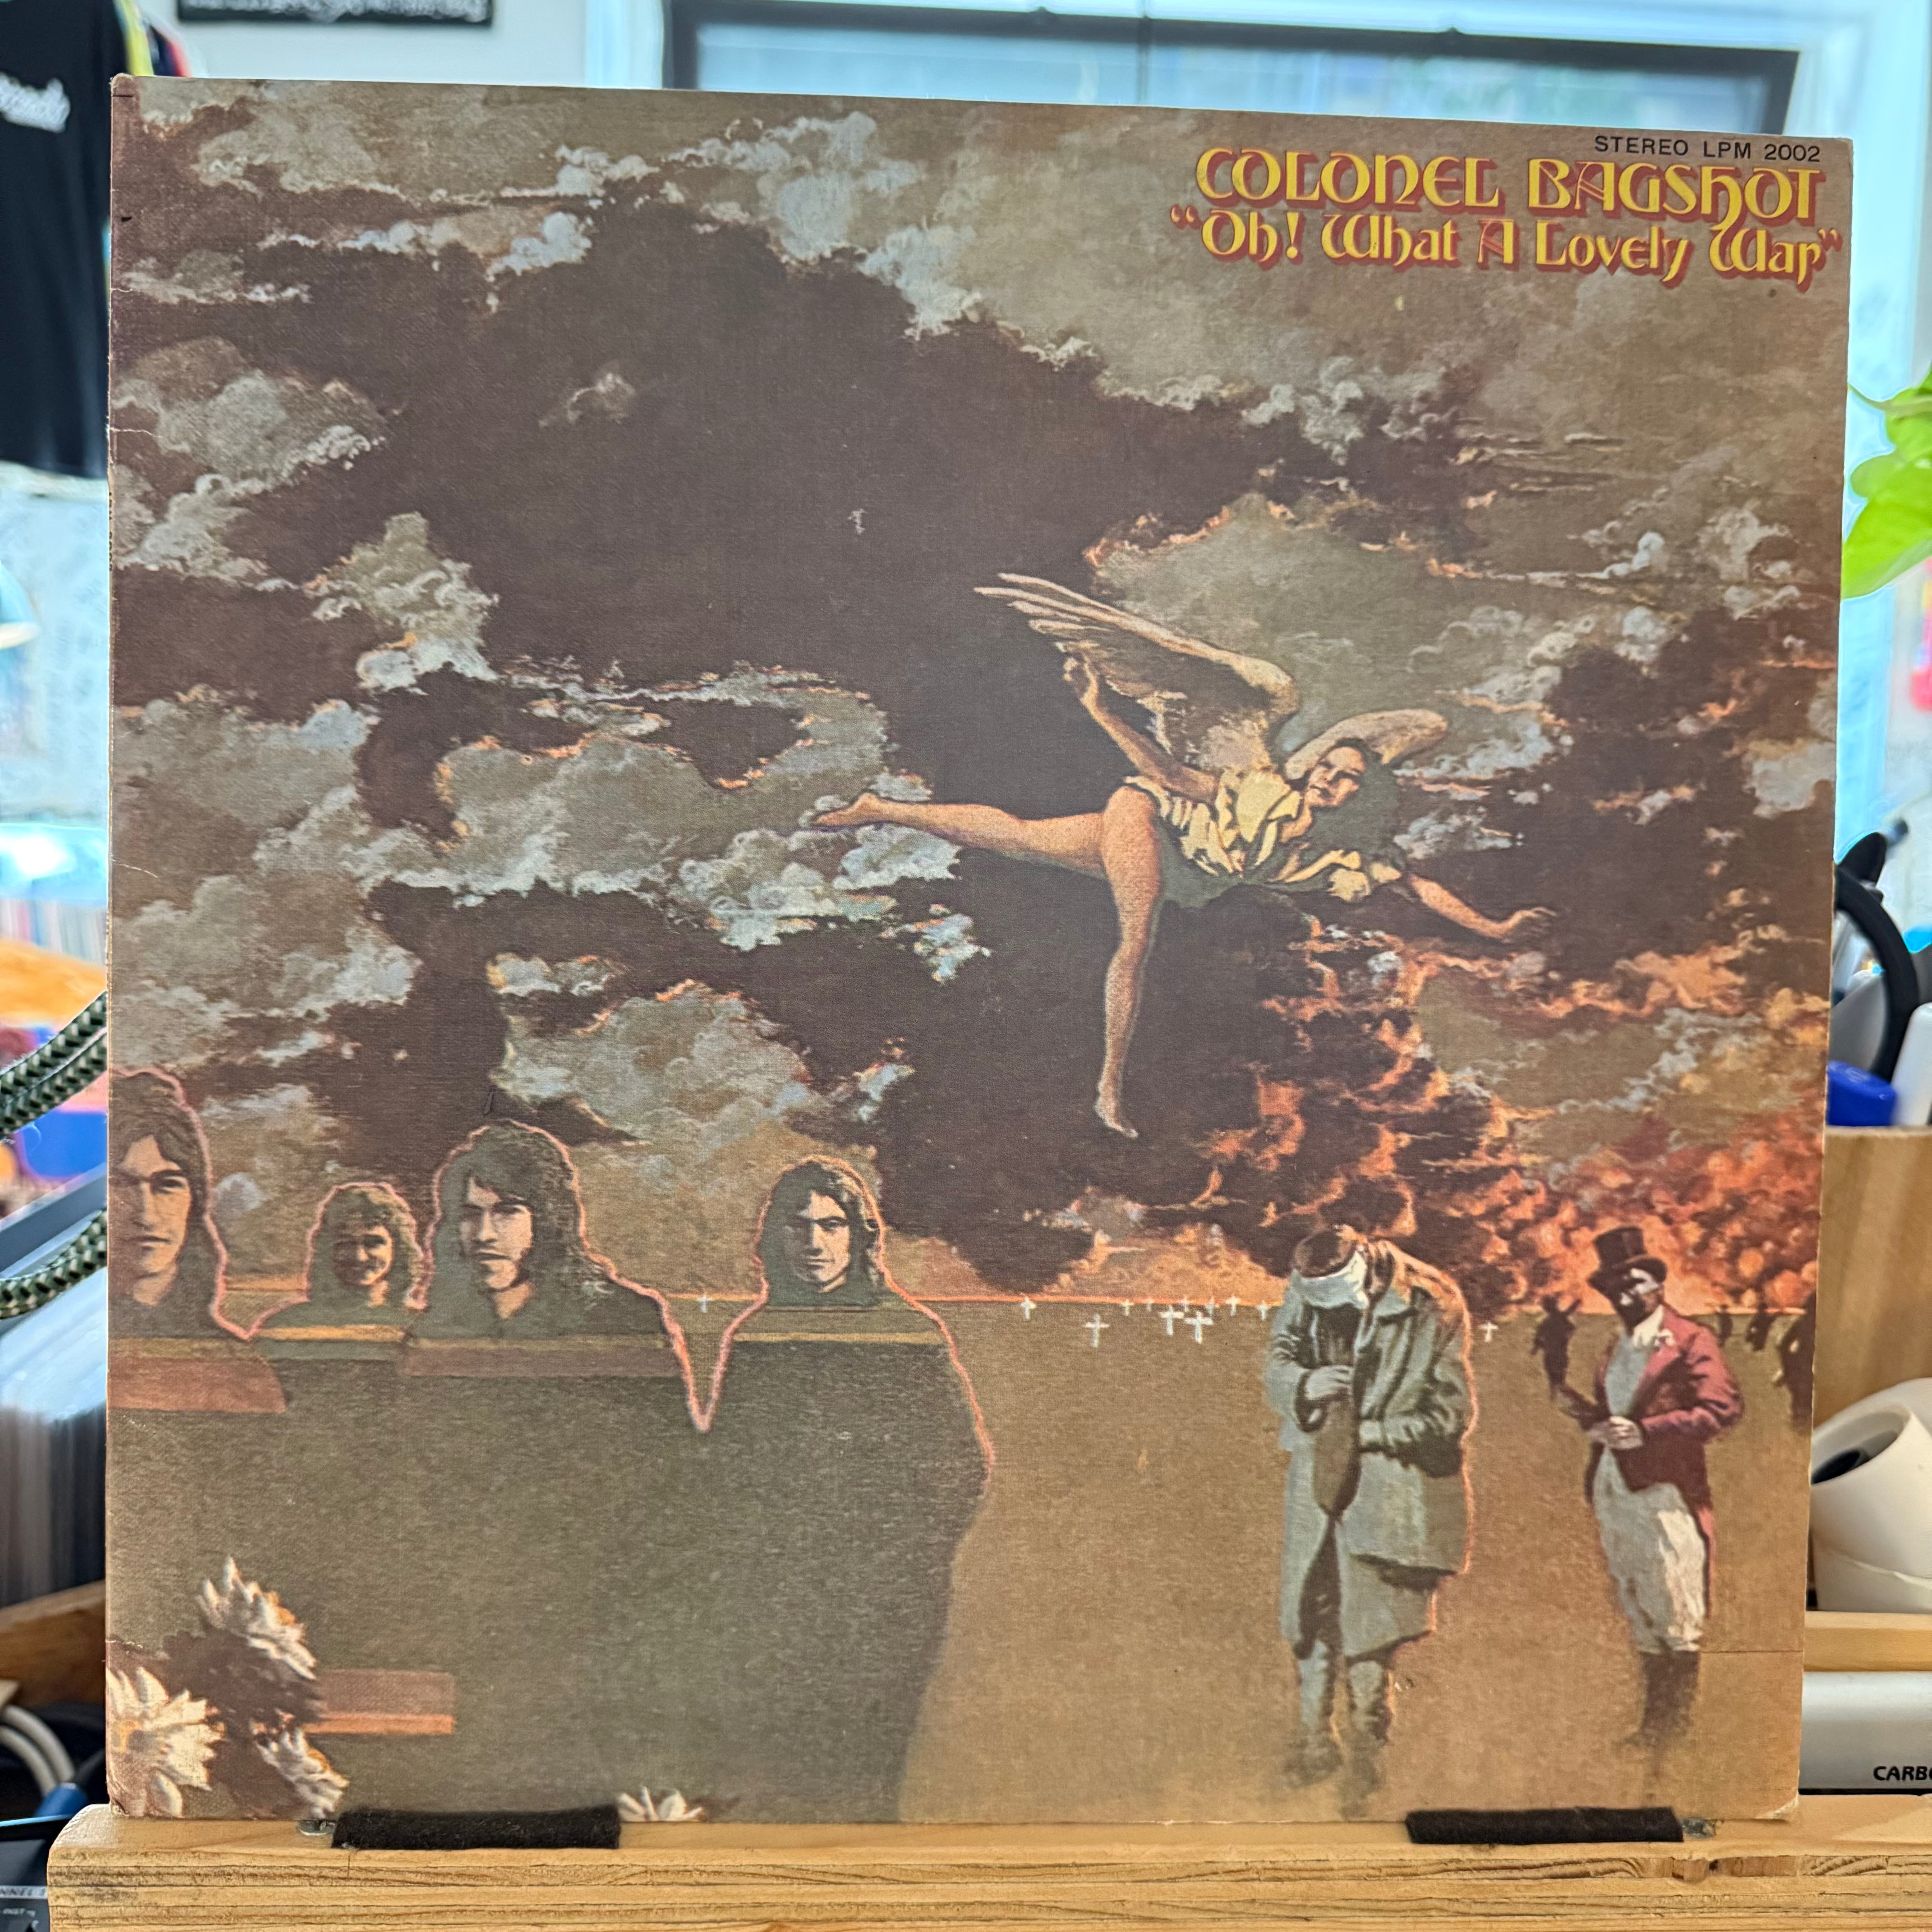 STEREO LPM 2002
COLONEL BAGSHOT
"Oh! What A Lovely War"